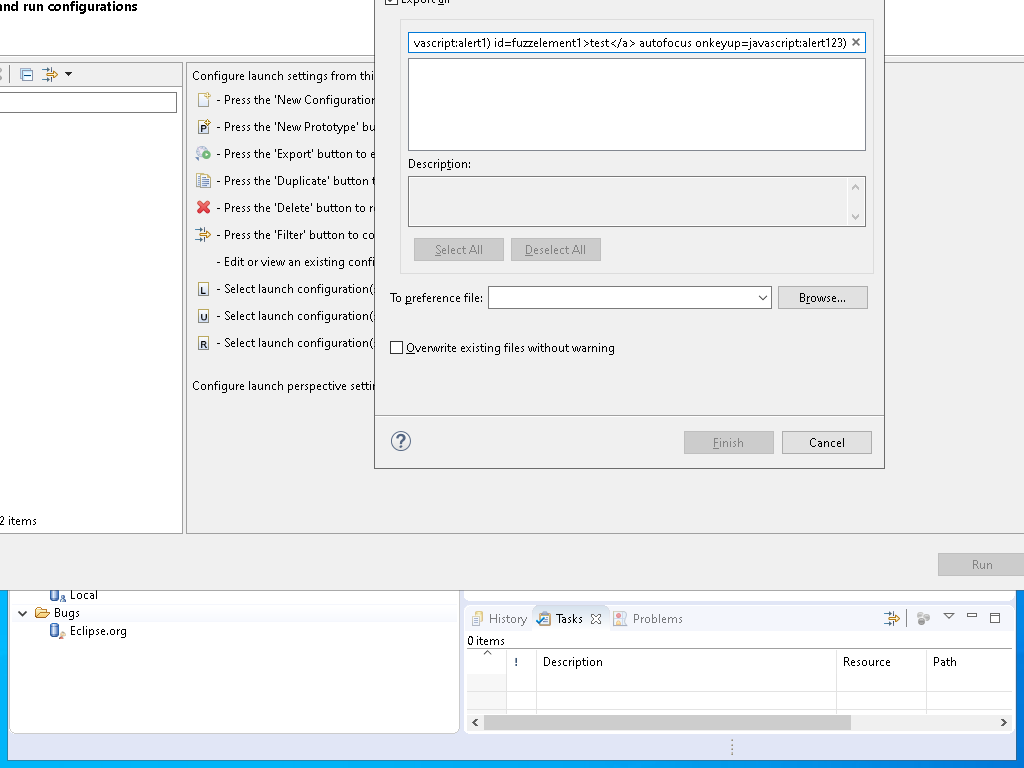 and run configurations
Export all
Configure launch settings from thi
- Press the 'New Configuration
- Press the 'New Prototype' bu
- Press the 'Export' button to e
- Press the 'Duplicate' button t
- Press the 'Delete' button to r
- Press the 'Filter' button to co
- Edit or view an existing confi
- Select launch configuration(
- Select launch configuration(
- Select launch configuration(
Configure launch perspective settin
2 items
vascript:alert1) id=fuzzelement1>test</a> autofocus onkeyup=javascript:alert123)
Description:
Select All
Deselect All
To preference file:
Browse...
Overwrite existing files without warning
Finish
Cancel
Run
Local
Bugs
Eclipse.org
History
Tasks
Problems
0 items
! Description Resource Path